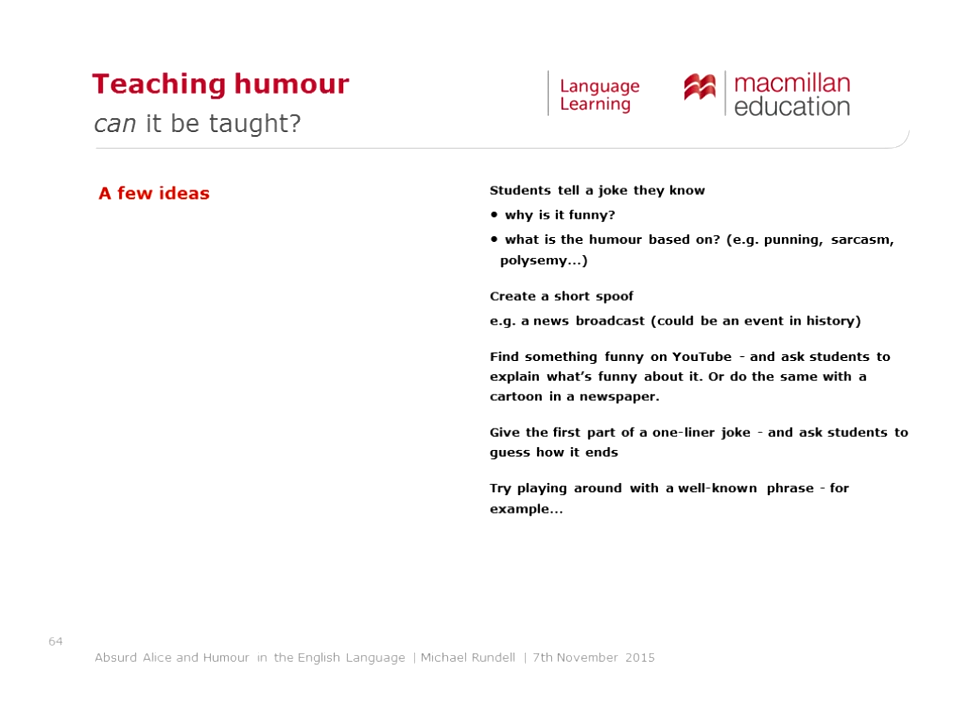 Teaching humour
can it be taught?
Language
Learning
macmillan
education
A few ideas
Students tell a joke they know
• why is it funny?
• what is the humour based on? (e.g. punning, sarcasm,
polysemy...)
Create a short spoof
e.g. a news broadcast (could be an event in history)
Find something funny on YouTube - and ask students to
explain what’s funny about it. Or do the same with a
cartoon in a newspaper.
Give the first part of a one-liner joke - and ask students to
guess how it ends
Try playing around with a well-known phrase - for
example...
64
Absurd Alice and Humour in the English Language | Michael Rundell | 7th November 2015